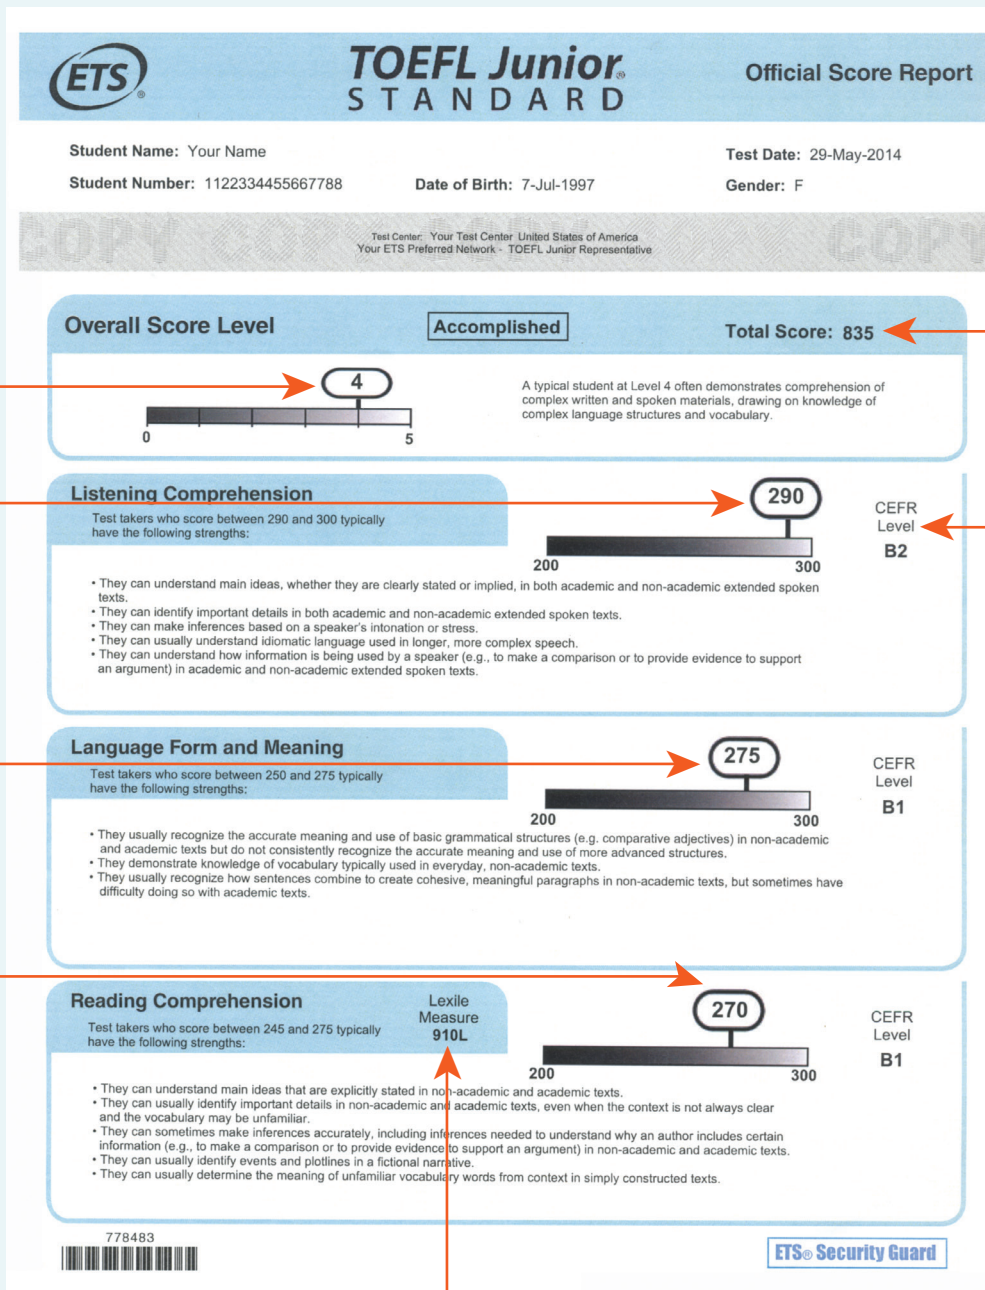 ETS®
TOEFL Junior®
STANDARD
Official Score Report
Student Name: Your Name
Test Date: 29-May-2014
Student Number: 1122334455667788
Date of Birth: 7-Jul-1997
Gender: F
COPY COPY COPY COPY COPY
Test Center: Your Test Center United States of America
Your ETS Preferred Network - TOEFL Junior Representative
Overall Score Level
Accomplished
Total Score: 835
4
0
5
A typical student at Level 4 often demonstrates comprehension of
complex written and spoken materials, drawing on knowledge of
complex language structures and vocabulary.
Listening Comprehension
Test takers who score between 290 and 300 typically
have the following strengths:
290
200
300
CEFR
Level
B2
• They can understand main ideas, whether they are clearly stated or implied, in both academic and non-academic extended spoken
texts.
• They can identify important details in both academic and non-academic extended spoken texts.
• They can make inferences based on a speaker's intonation or stress.
• They can usually understand idiomatic language used in longer, more complex speech.
• They can understand how information is being used by a speaker (e.g., to make a comparison or to provide evidence to support
an argument) in academic and non-academic extended spoken texts.
Language Form and Meaning
Test takers who score between 250 and 275 typically
have the following strengths:
275
200
300
CEFR
Level
B1
• They usually recognize the accurate meaning and use of basic grammatical structures (e.g. comparative adjectives) in non-academic
and academic texts but do not consistently recognize the accurate meaning and use of more advanced structures.
• They demonstrate knowledge of vocabulary typically used in everyday, non-academic texts.
• They usually recognize how sentences combine to create cohesive, meaningful paragraphs in non-academic texts, but sometimes have
difficulty doing so with academic texts.
Reading Comprehension
Test takers who score between 245 and 275 typically
have the following strengths:
Lexile
Measure
910L
270
200
300
CEFR
Level
B1
• They can understand main ideas that are explicitly stated in non-academic and academic texts.
• They can usually identify important details in non-academic and academic texts, even when the context is not always clear
and the vocabulary may be unfamiliar.
• They can sometimes make inferences accurately, including inferences needed to understand why an author includes certain
information (e.g., to make a comparison or to provide evidence to support an argument) in non-academic and academic texts.
• They can usually identify events and plotlines in a fictional narrative.
• They can usually determine the meaning of unfamiliar vocabulary words from context in simply constructed texts.
778483
ETS® Security Guard